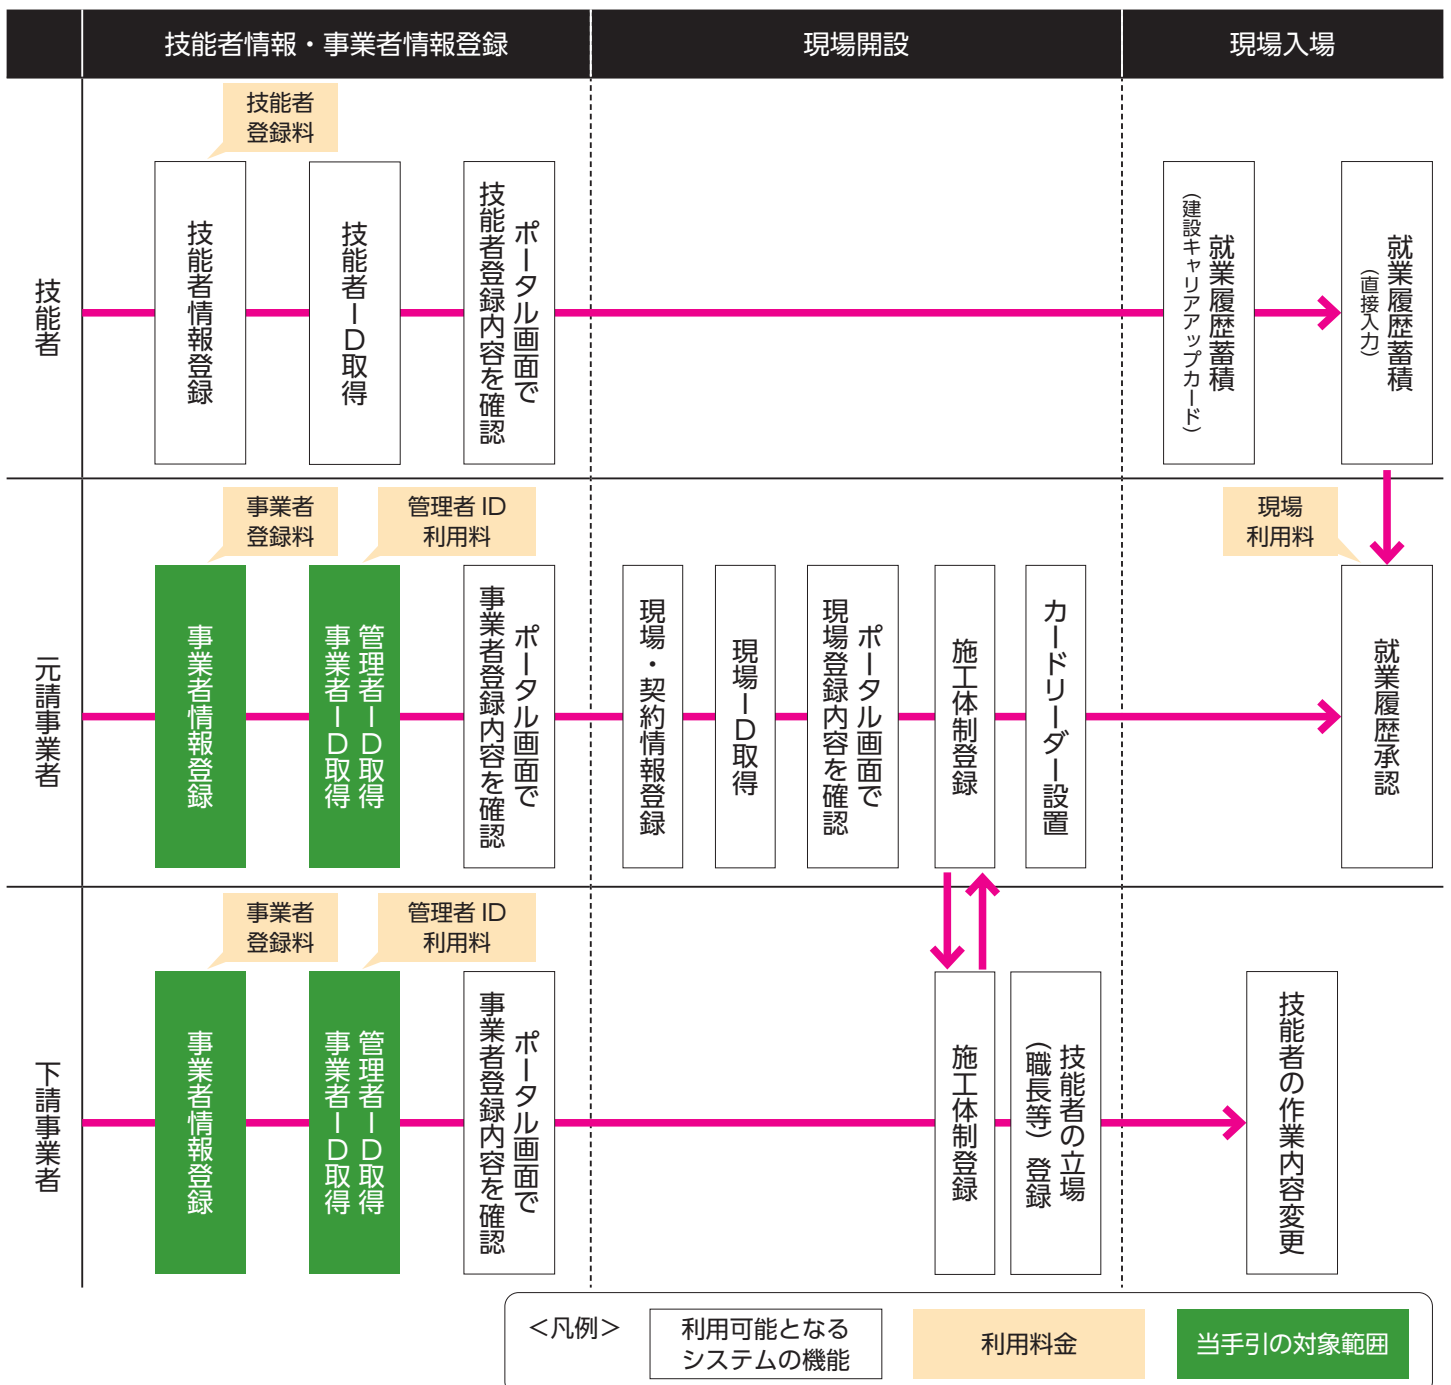 技能者情報・事業者情報登録
現場開設
現場入場
技能者
技能者
登録料
技能者情報登録
技能者ID取得
ポータル画面で
技能者登録内容を確認
就業履歴蓄積
（建設キャリアアップカード）
就業履歴蓄積
（直接入力）
元請事業者
事業者
登録料
管理者 ID
利用料
現場
利用料
事業者情報登録
管理者ID取得
事業者ID取得
ポータル画面で
事業者登録内容を確認
現場・契約情報登録
現場ID取得
ポータル画面で
現場登録内容を確認
施工体制登録
カードリーダー設置
就業履歴承認
下請事業者
事業者
登録料
管理者 ID
利用料
事業者情報登録
管理者ID取得
事業者ID取得
ポータル画面で
事業者登録内容を確認
施工体制登録
技能者の立場
（職長等）登録
技能者の作業内容変更
＜凡例＞
利用可能となる
システムの機能
利用料金
当手引の対象範囲